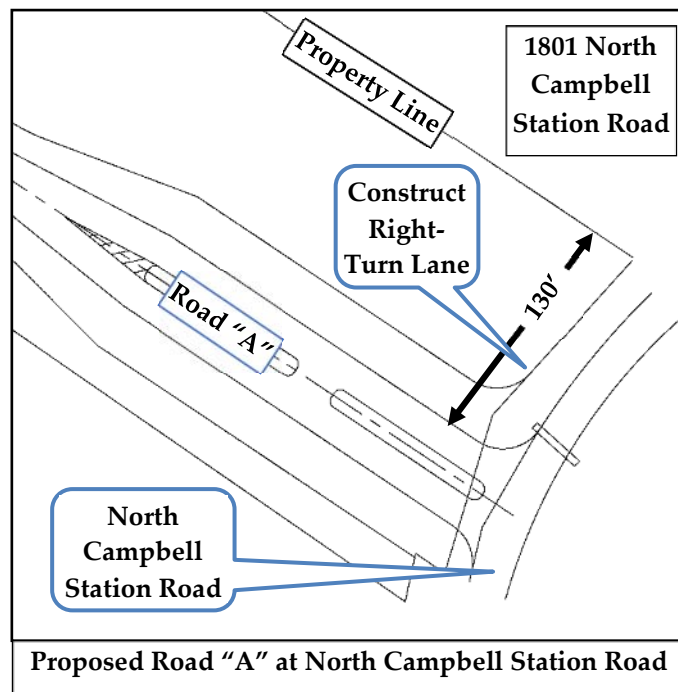 Property Line
1801 North
Campbell
Station Road
Construct
Right-
Turn Lane
130′
Road “A”
North
Campbell
Station Road
Proposed Road “A” at North Campbell Station Road